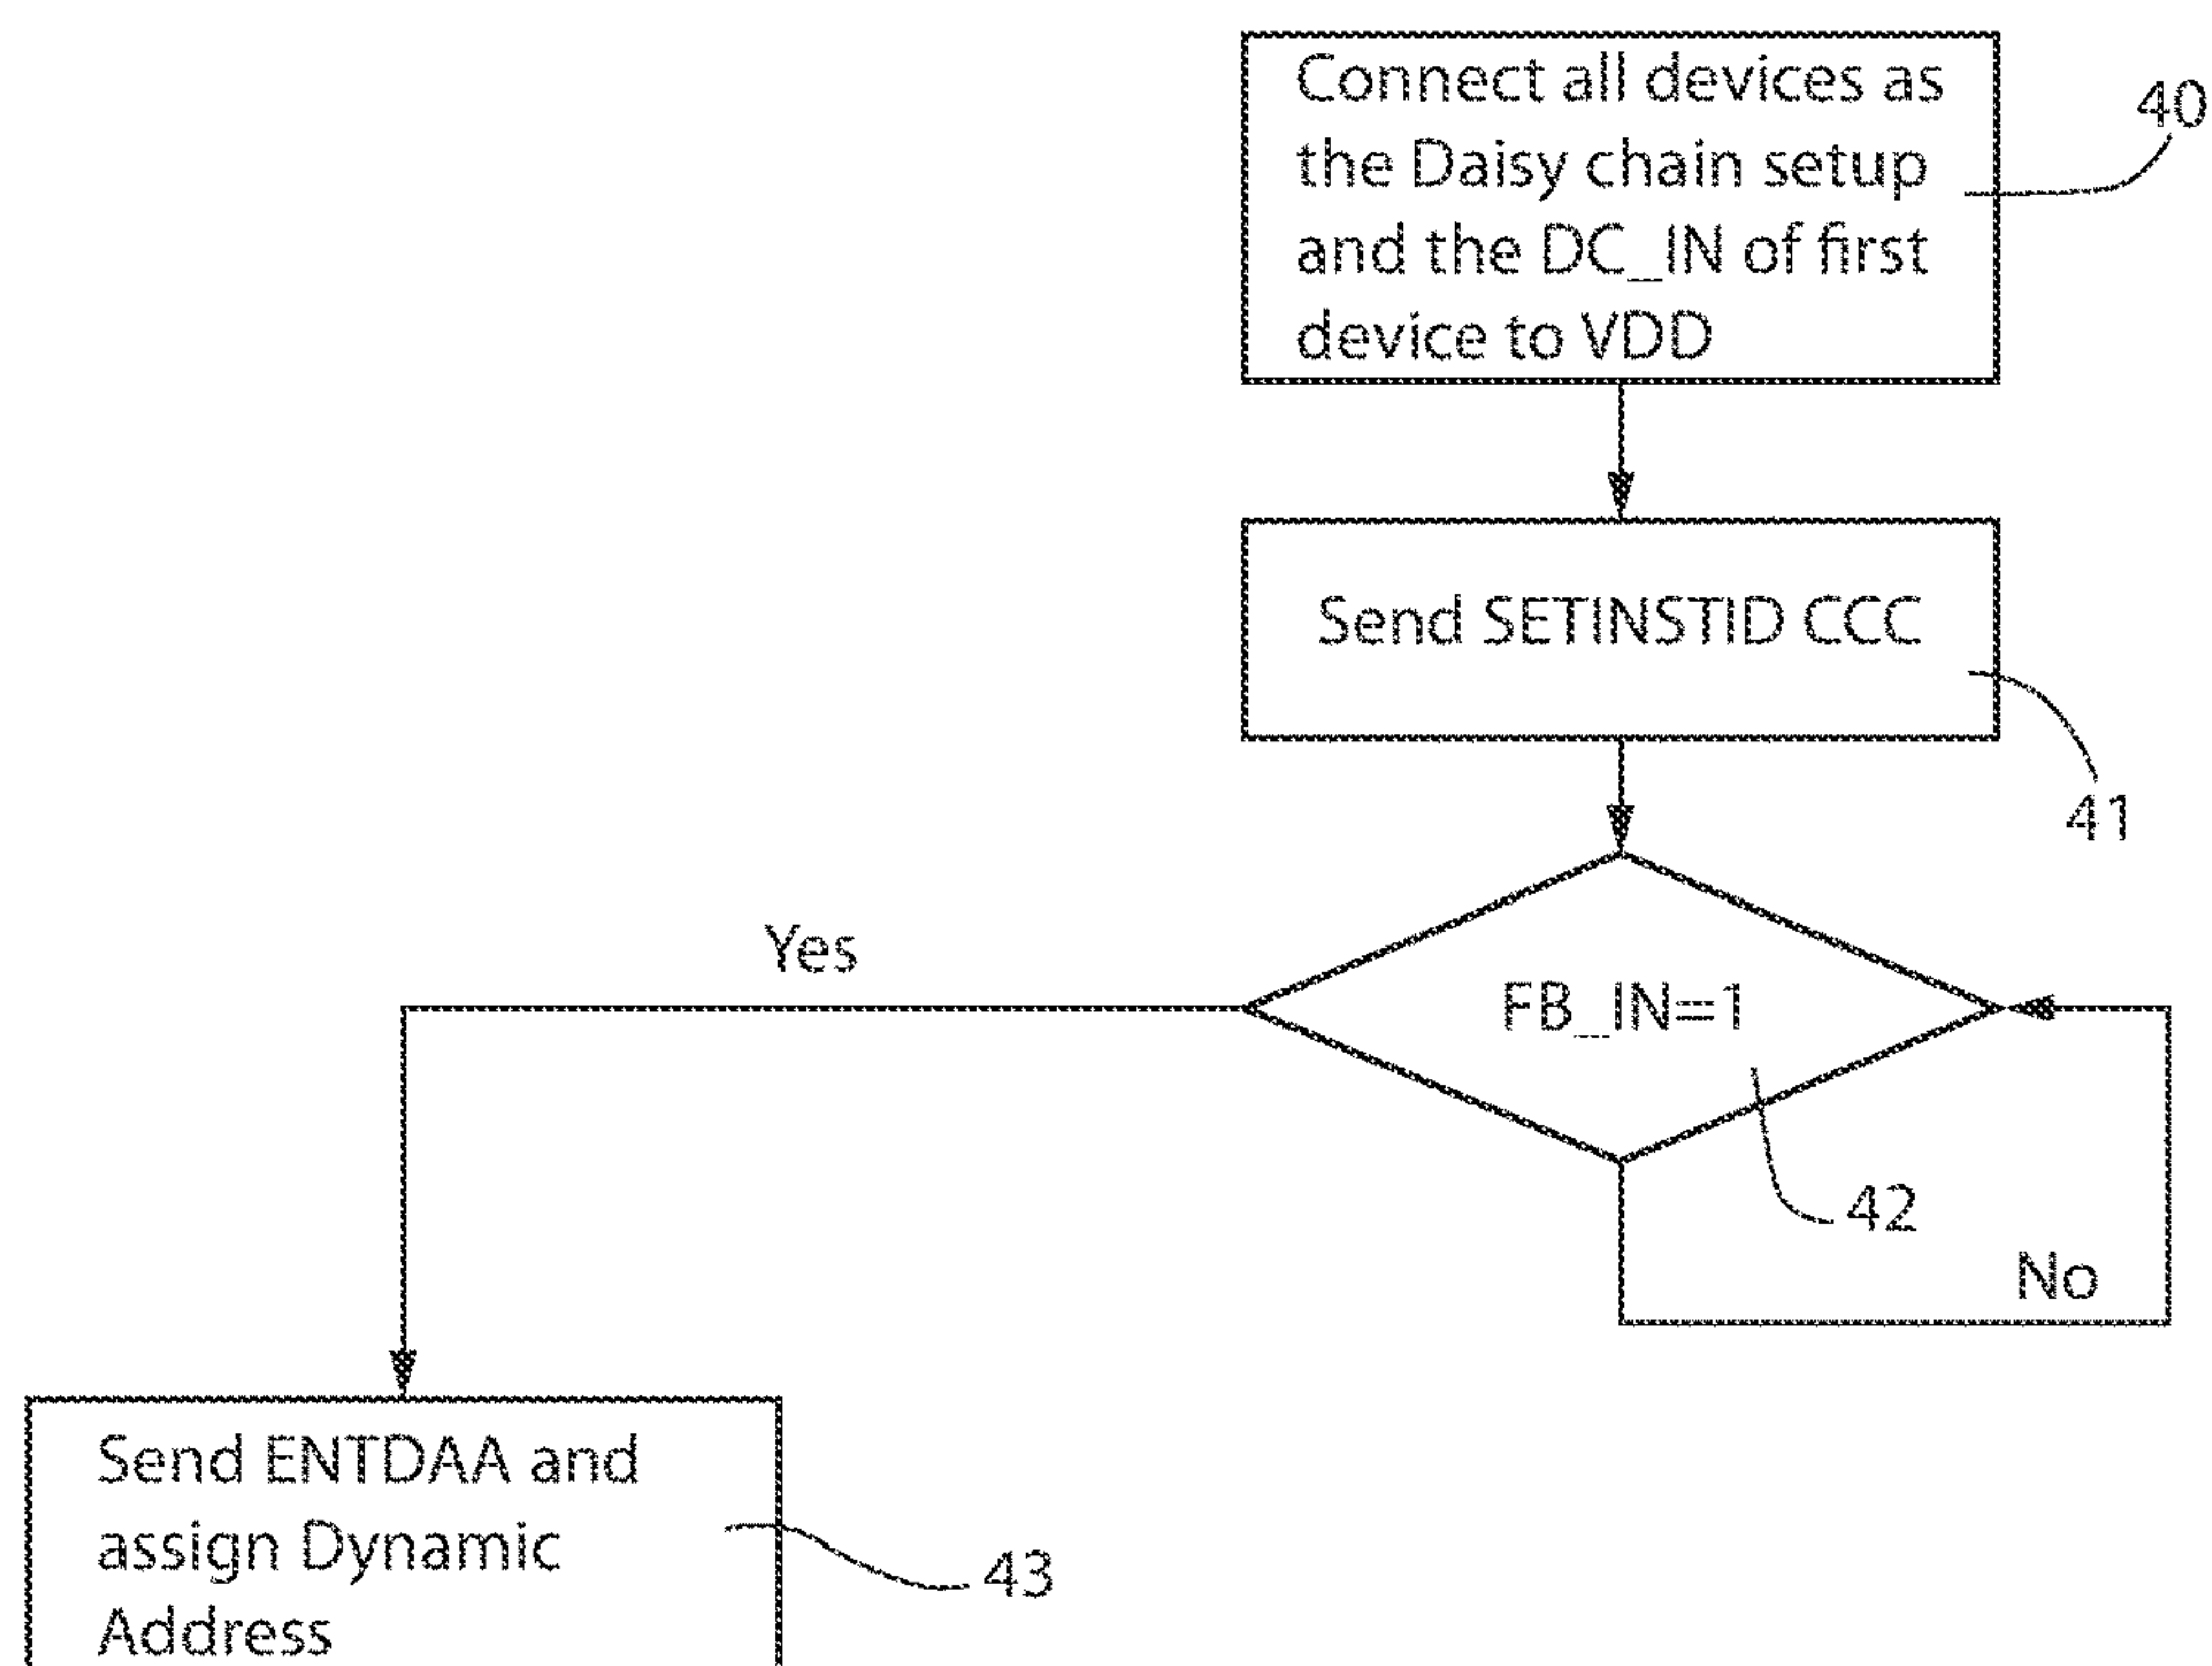 Connect all devices as
the Daisy chain setup
and the DC_IN of first
device to VDD
40
Send SETINSTID CCC
41
Yes
FB_IN=1
42
No
Send ENTDAA and
assign Dynamic
Address
43